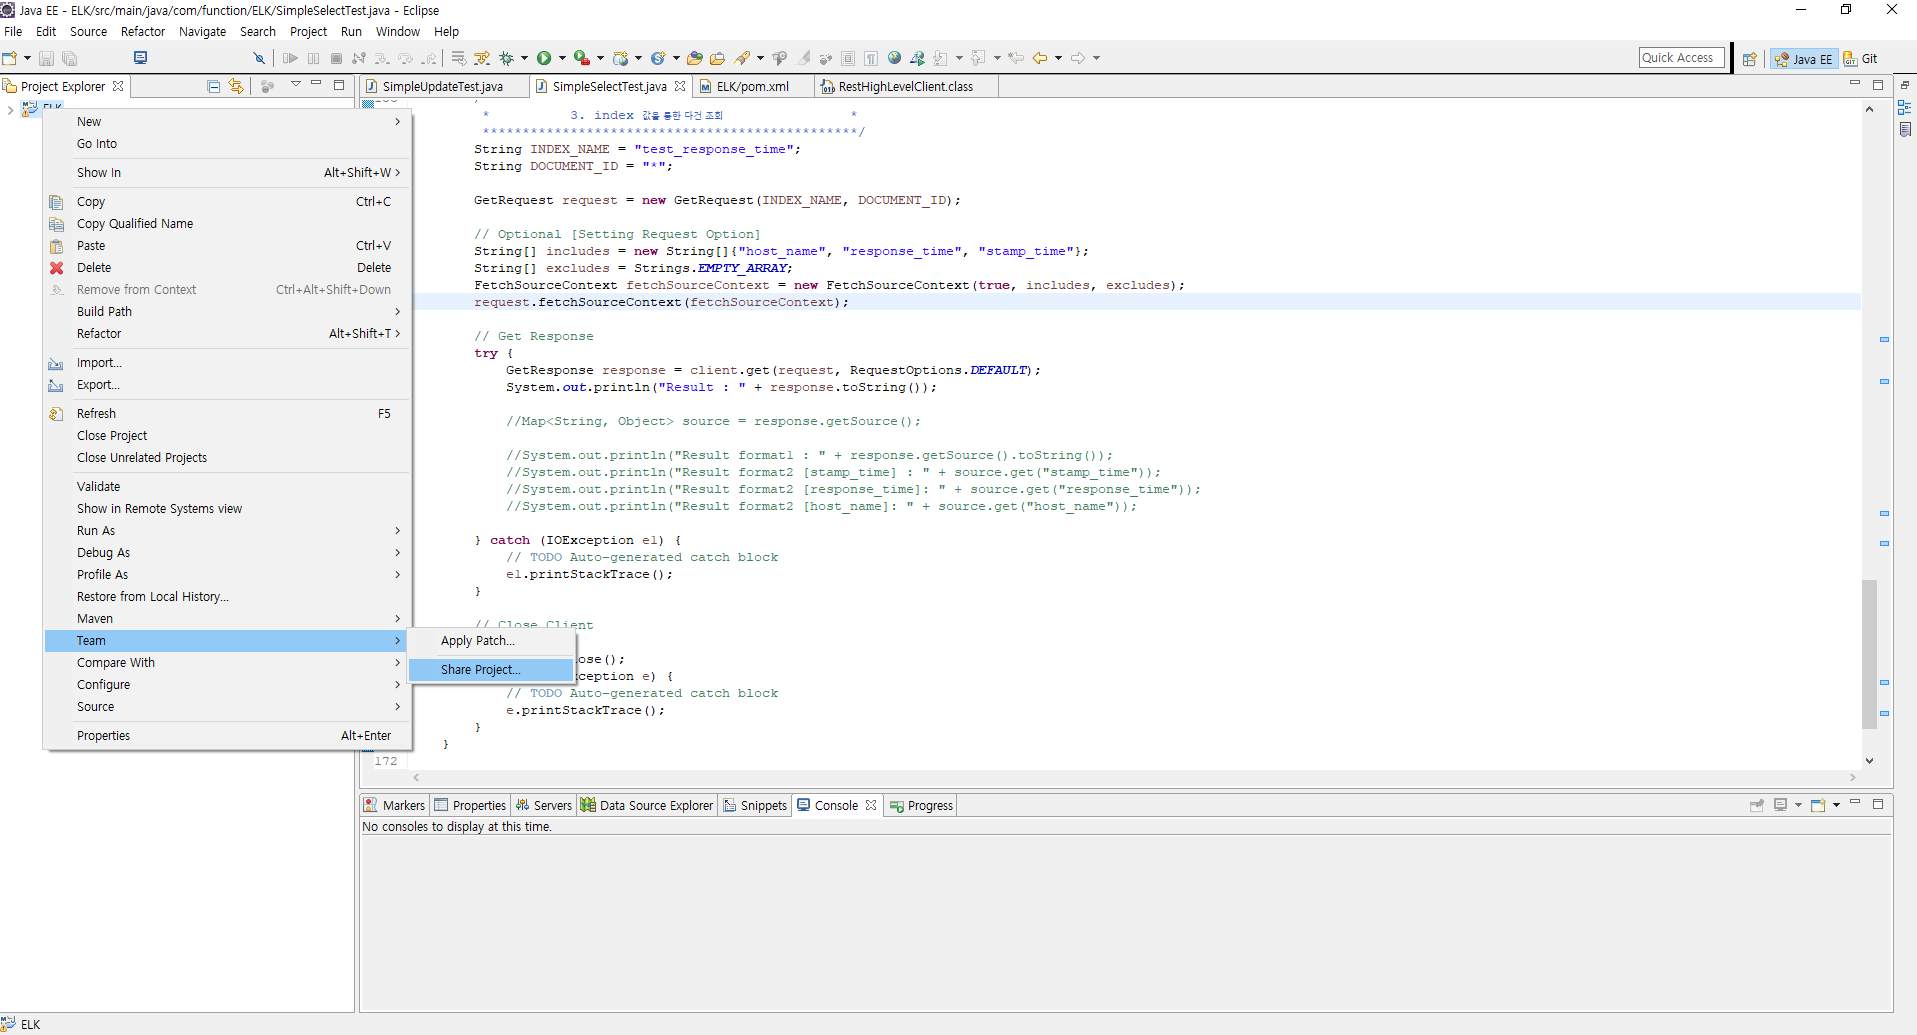 Java EE - ELK/src/main/java/com/function/ELK/SimpleSelectTest.java - Eclipse
File Edit Source Refactor Navigate Search Project Run Window Help
Quick Access Java EE Git
Project Explorer
SimpleUpdateTest.java SimpleSelectTest.java ELK/pom.xml RestHighLevelClient.class
ELK
New
Go Into
Show In Alt+Shift+W
Copy Ctrl+C
Copy Qualified Name
Paste Ctrl+V
Delete Delete
Remove from Context Ctrl+Alt+Shift+Down
Build Path
Refactor Alt+Shift+T
Import...
Export...
Refresh F5
Close Project
Close Unrelated Projects
Validate
Show in Remote Systems view
Run As
Debug As
Profile As
Restore from Local History...
Maven
Team
Compare With
Configure
Source
Properties Alt+Enter
Apply Patch...
Share Project...
* 3. index 값을 통한 다건 조회 *
***********************************************/
String INDEX_NAME = "test_response_time";
String DOCUMENT_ID = "*";
GetRequest request = new GetRequest(INDEX_NAME, DOCUMENT_ID);
// Optional [Setting Request Option]
String[] includes = new String[]{"host_name", "response_time", "stamp_time"};
String[] excludes = Strings.EMPTY_ARRAY;
FetchSourceContext fetchSourceContext = new FetchSourceContext(true, includes, excludes);
request.fetchSourceContext(fetchSourceContext);
// Get Response
try {
GetResponse response = client.get(request, RequestOptions.DEFAULT);
System.out.println("Result : " + response.toString());
//Map<String, Object> source = response.getSource();
//System.out.println("Result format1 : " + response.getSource().toString());
//System.out.println("Result format2 [stamp_time] : " + source.get("stamp_time"));
//System.out.println("Result format2 [response_time]: " + source.get("response_time"));
//System.out.println("Result format2 [host_name]: " + source.get("host_name"));
} catch (IOException e1) {
// TODO Auto-generated catch block
e1.printStackTrace();
}
// Close Client
ose();
ception e) {
// TODO Auto-generated catch block
e.printStackTrace();
}
}
172
Markers Properties Servers Data Source Explorer Snippets Console Progress
No consoles to display at this time.
ELK